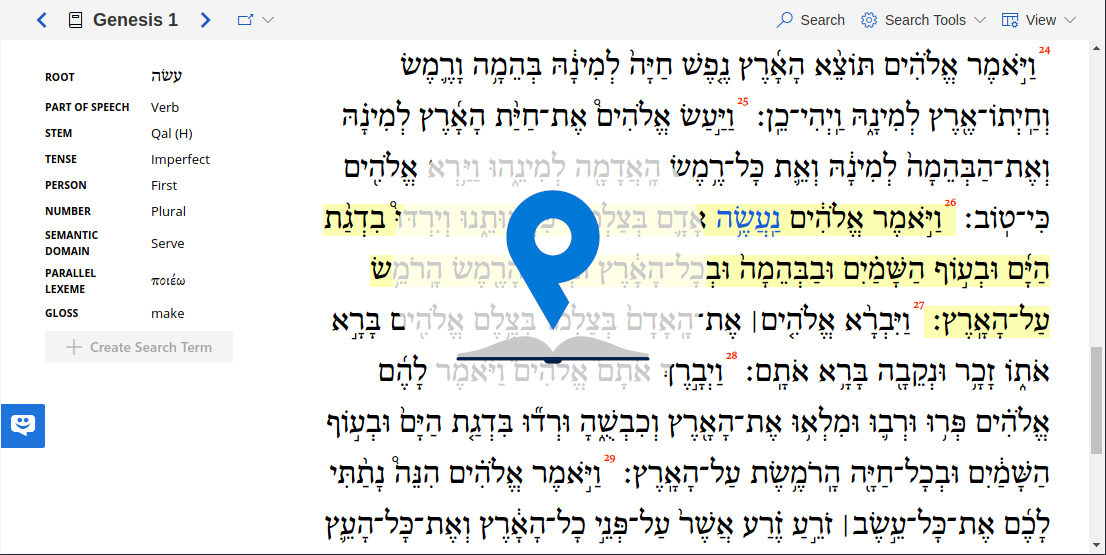 Genesis 1
Search
Search Tools
View
ROOT עשׂה
PART OF SPEECH Verb
STEM Qal (H)
TENSE Imperfect
PERSON First
NUMBER Plural
SEMANTIC DOMAIN Serve
PARALLEL LEXEME ποιέω
GLOSS make
Create Search Term
24 וַיֹּ֣אמֶר אֱלֹהִ֗ים תּוֹצֵ֨א הָאָ֜רֶץ נֶ֤פֶשׁ חַיָּה֙ לְמִינָ֔הּ בְּהֵמָ֥ה וָרֶ֛מֶשׂ
וְחַֽיְתוֹ־אֶ֖רֶץ לְמִינָ֑הּ וַֽיְהִי־כֵֽן׃ 25 וַיַּ֣עַשׂ אֱלֹהִים֩ אֶת־חַיַּ֨ת הָאָ֜רֶץ לְמִינָ֗הּ
וְאֶת־הַבְּהֵמָה֙ לְמִינָ֔הּ וְאֵ֛ת כָּל־רֶ֥מֶשׂ הָֽאֲדָמָ֖ה לְמִינֵ֑הוּ וַיַּ֥רְא אֱלֹהִ֖ים
כִּי־טֽוֹב׃ 26 וַיֹּ֣אמֶר אֱלֹהִ֔ים נַֽעֲשֶׂ֥ה אָדָ֛ם וְיִרְדּוּ֩ בִדְגַ֨ת
הַיָּ֜ם וּבְע֣וֹף הַשָּׁמַ֗יִם וּבַבְּהֵמָה֙ וּבְכָל־הָאָ֔רֶץ הָֽרֹמֵ֥שׂ
עַל־הָאָֽרֶץ׃ 27 וַיִּבְרָ֨א אֱלֹהִ֤ים׀ אֶת־הָֽאָדָם֙ בְּצַלְמ֔וֹ בְּצֶ֥לֶם אֱלֹהִ֖ים בָּרָ֣א
אֹת֑וֹ זָכָ֥ר וּנְקֵבָ֖ה בָּרָ֥א אֹתָֽם׃ 28 וַיְבָ֣רֶךְ אֹתָם֮ אֱלֹהִים֒ וַיֹּ֨אמֶר לָהֶ֜ם
אֱלֹהִ֗ים פְּר֥וּ וּרְב֛וּ וּמִלְא֥וּ אֶת־הָאָ֖רֶץ וְכִבְשֻׁ֑הָ וּרְד֞וּ בִּדְגַ֤ת הַיָּם֙ וּבְע֣וֹף
הַשָּׁמַ֔יִם וּבְכָל־חַיָּ֖ה הָֽרֹמֶ֥שֶׂת עַל־הָאָֽרֶץ׃ 29 וַיֹּ֣אמֶר אֱלֹהִ֗ים הִנֵּה֩ נָתַ֨תִּי
לָכֶ֜ם אֶת־כָּל־עֵ֣שֶׂב׀ זֹרֵ֣עַ זֶ֗רַע אֲשֶׁר֙ עַל־פְּנֵ֣י כָל־הָאָ֔רֶץ וְאֶת־כָּל־הָעֵ֛ץ